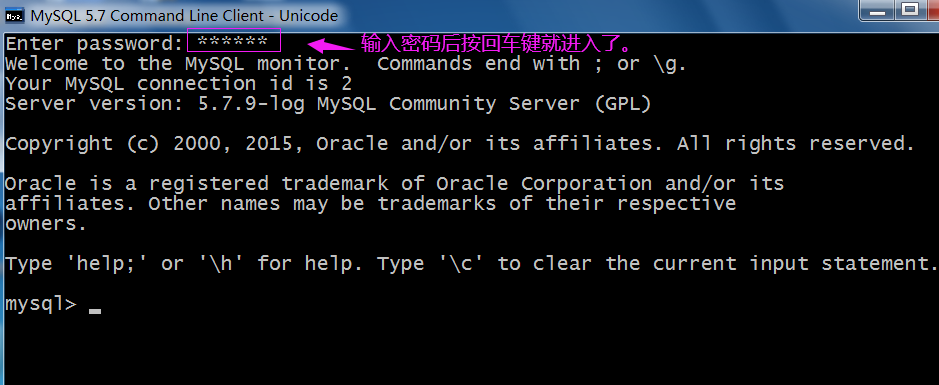 MySQL 5.7 Command Line Client - Unicode
Enter password: ****** 输入密码后按回车键就进入了。
Welcome to the MySQL monitor.  Commands end with ; or \g.
Your MySQL connection id is 2
Server version: 5.7.9-log MySQL Community Server (GPL)
Copyright (c) 2000, 2015, Oracle and/or its affiliates. All rights reserved.
Oracle is a registered trademark of Oracle Corporation and/or its
affiliates. Other names may be trademarks of their respective
owners.
Type 'help;' or '\h' for help. Type '\c' to clear the current input statement.
mysql> _